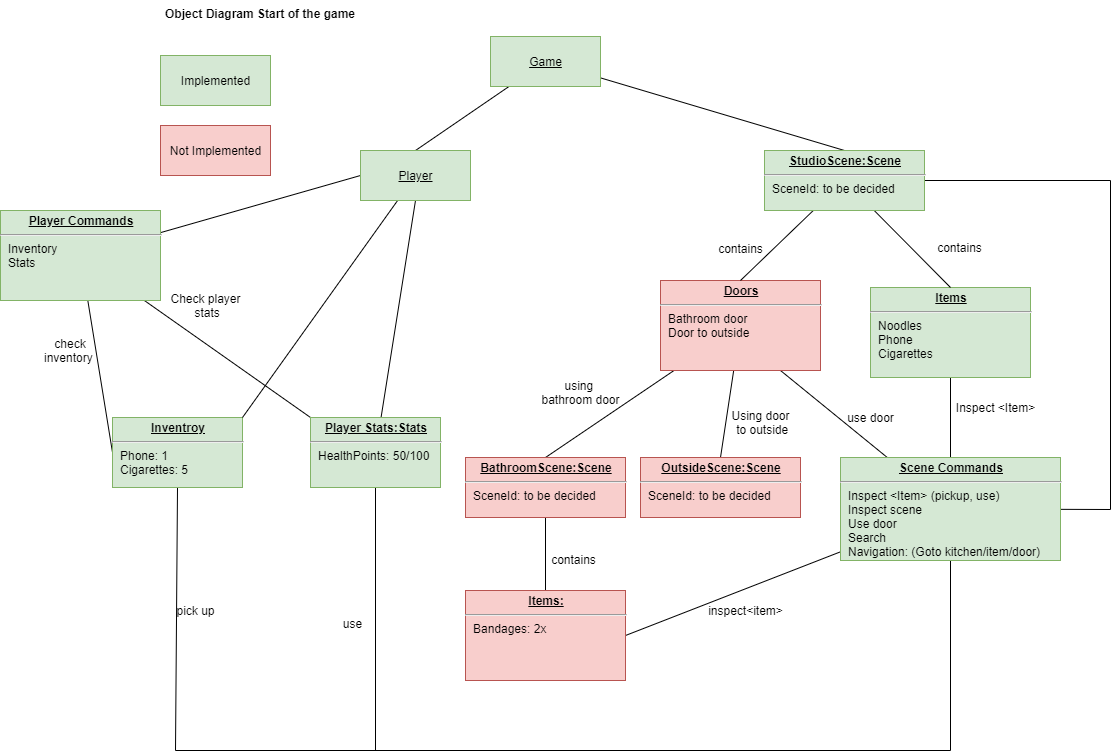 Object Diagram Start of the game
Game
Implemented
Not Implemented
Player
StudioScene:Scene
SceneId: to be decided
Player Commands
Inventory
Stats
contains
contains
Check player
stats
Doors
Bathroom door
Door to outside
Items
Noodles
Phone
Cigarettes
check
inventory
using
bathroom door
Using door
to outside
use door
Inspect <Item>
Inventroy
Phone: 1
Cigarettes: 5
Player Stats:Stats
HealthPoints: 50/100
BathroomScene:Scene
SceneId: to be decided
OutsideScene:Scene
SceneId: to be decided
Scene Commands
Inspect <Item> (pickup, use)
Inspect scene
Use door
Search
Navigation: (Goto kitchen/item/door)
contains
Items:
Bandages: 2x
inspect<item>
pick up
use